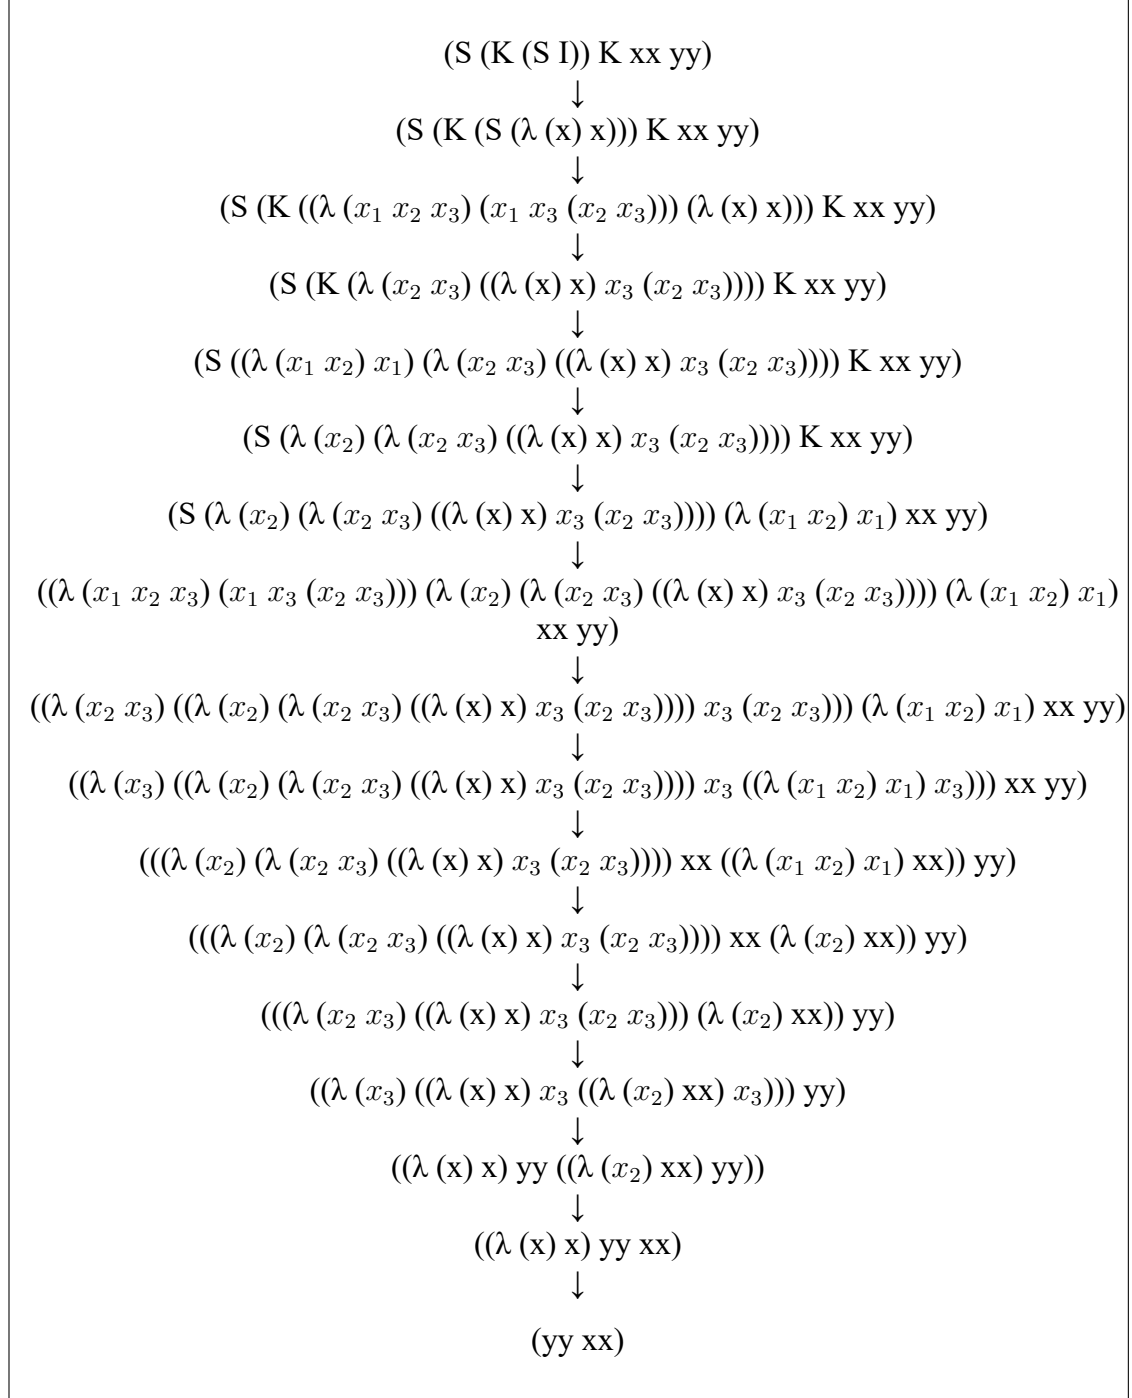 (S (K (S I)) K xx yy)
↓
(S (K (S (λ (x) x))) K xx yy)
↓
(S (K ((λ (x₁ x₂ x₃) (x₁ x₃ (x₂ x₃))) (λ (x) x))) K xx yy)
↓
(S (K (λ (x₂ x₃) ((λ (x) x) x₃ (x₂ x₃)))) K xx yy)
↓
(S ((λ (x₁ x₂) x₁) (λ (x₂ x₃) ((λ (x) x) x₃ (x₂ x₃)))) K xx yy)
↓
(S (λ (x₂) (λ (x₂ x₃) ((λ (x) x) x₃ (x₂ x₃)))) K xx yy)
↓
(S (λ (x₂) (λ (x₂ x₃) ((λ (x) x) x₃ (x₂ x₃)))) (λ (x₁ x₂) x₁) xx yy)
↓
((λ (x₁ x₂ x₃) (x₁ x₃ (x₂ x₃))) (λ (x₂) (λ (x₂ x₃) ((λ (x) x) x₃ (x₂ x₃)))) (λ (x₁ x₂) x₁)
xx yy)
↓
((λ (x₂ x₃) ((λ (x₂) (λ (x₂ x₃) ((λ (x) x) x₃ (x₂ x₃)))) x₃ (x₂ x₃))) (λ (x₁ x₂) x₁) xx yy)
↓
((λ (x₃) ((λ (x₂) (λ (x₂ x₃) ((λ (x) x) x₃ (x₂ x₃)))) x₃ ((λ (x₁ x₂) x₁) x₃))) xx yy)
↓
(((λ (x₂) (λ (x₂ x₃) ((λ (x) x) x₃ (x₂ x₃)))) xx ((λ (x₁ x₂) x₁) xx)) yy)
↓
(((λ (x₂) (λ (x₂ x₃) ((λ (x) x) x₃ (x₂ x₃)))) xx (λ (x₂) xx)) yy)
↓
(((λ (x₂ x₃) ((λ (x) x) x₃ (x₂ x₃))) (λ (x₂) xx)) yy)
↓
((λ (x₃) ((λ (x) x) x₃ ((λ (x₂) xx) x₃))) yy)
↓
((λ (x) x) yy ((λ (x₂) xx) yy))
↓
((λ (x) x) yy xx)
↓
(yy xx)